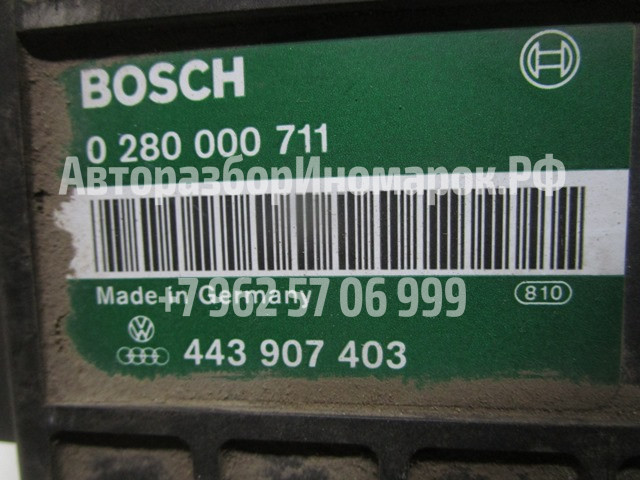 BOSCH
0 280 000 711
АвторазборИномарок.РФ
Made in Germany
810
+7 962 57 06 999
443 907 403